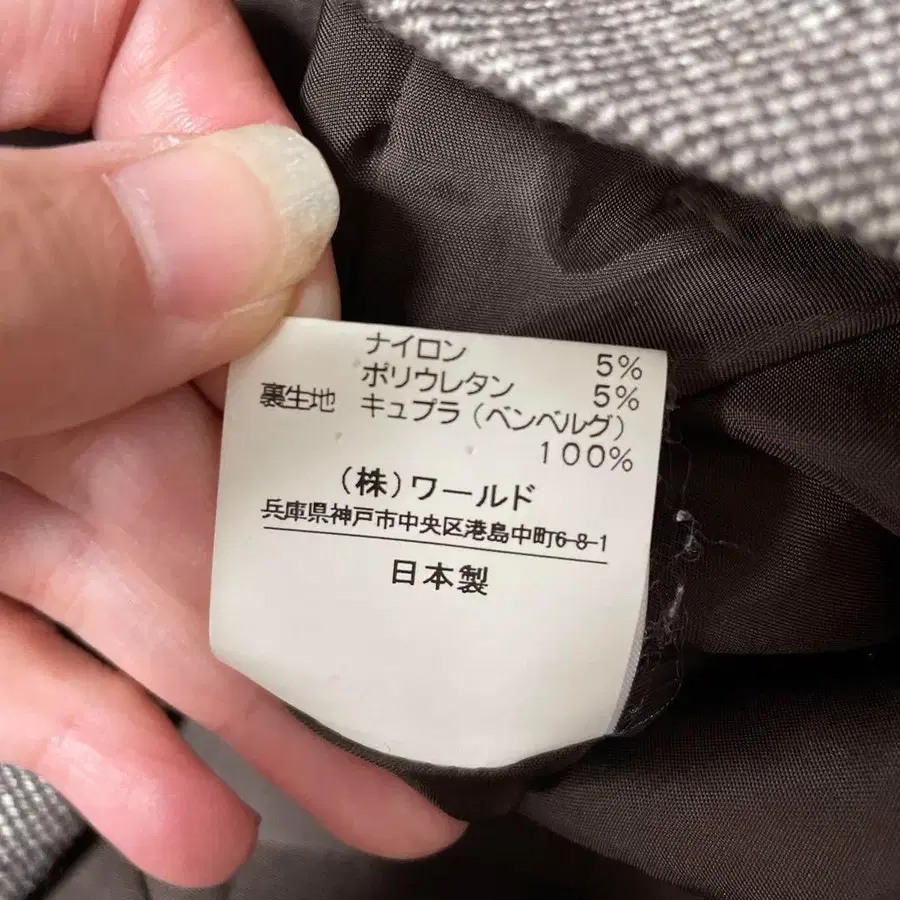 ナイロン 5%
ポリウレタン 5%
裏生地 キュプラ(ベンベルグ)
100%
(株)ワールド
兵庫県神戸市中央区港島中町6-8-1
日本製